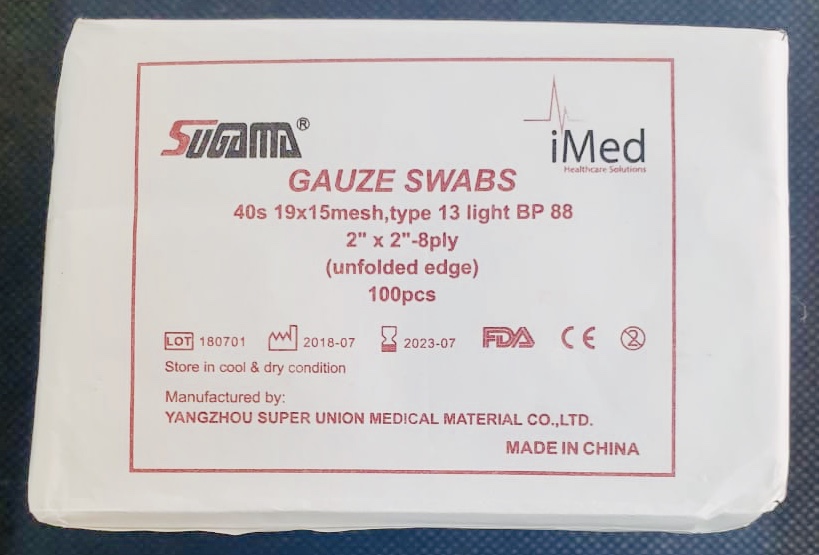 SUGAMA®
iMed
Healthcare Solutions
GAUZE SWABS
40s 19x15mesh,type 13 light BP 88
2" x 2"-8ply
(unfolded edge)
100pcs
LOT 180701 2018-07 2023-07 FDA CE 2
Store in cool & dry condition
Manufactured by:
YANGZHOU SUPER UNION MEDICAL MATERIAL CO.,LTD.
MADE IN CHINA